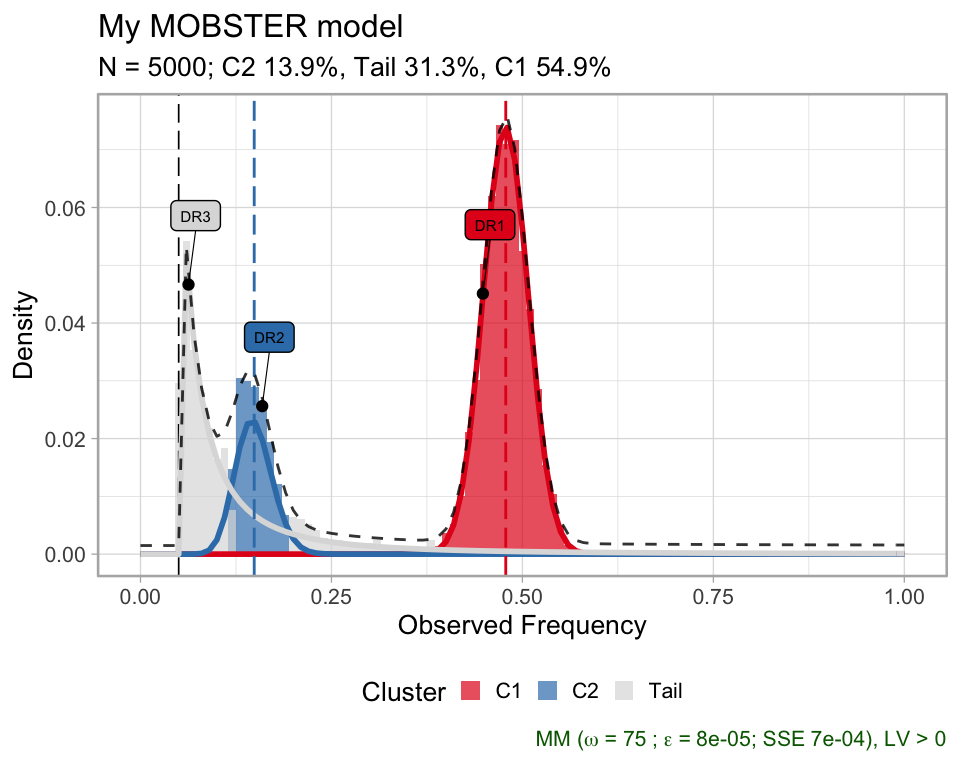 My MOBSTER model
N = 5000; C2 13.9%, Tail 31.3%, C1 54.9%
Density
0.06
0.04
0.02
0.00
DR3
DR2
DR1
0.00 0.25 0.50 0.75 1.00
Observed Frequency
Cluster C1 C2 Tail
MM (ω = 75 ; ε = 8e-05; SSE 7e-04), LV > 0